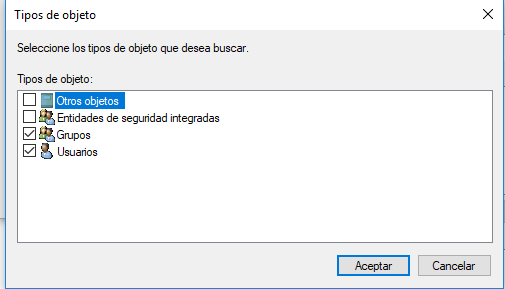 Tipos de objeto
Seleccione los tipos de objeto que desea buscar.
Tipos de objeto:
Otros objetos
Entidades de seguridad integradas
Grupos
Usuarios
Aceptar
Cancelar